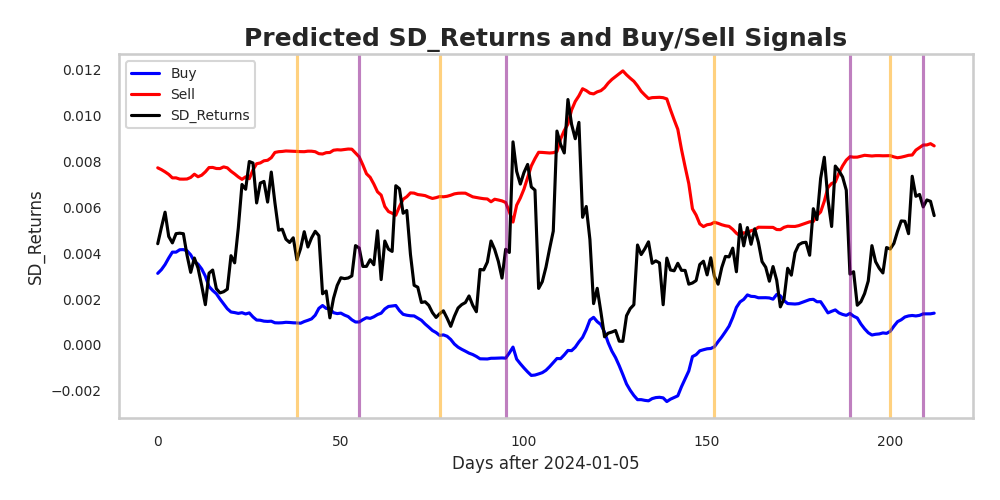 Predicted SD_Returns and Buy/Sell Signals
Buy
Sell
SD_Returns
0.012
0.010
0.008
0.006
0.004
0.002
0.000
−0.002
SD_Returns
0 50 100 150 200
Days after 2024-01-05